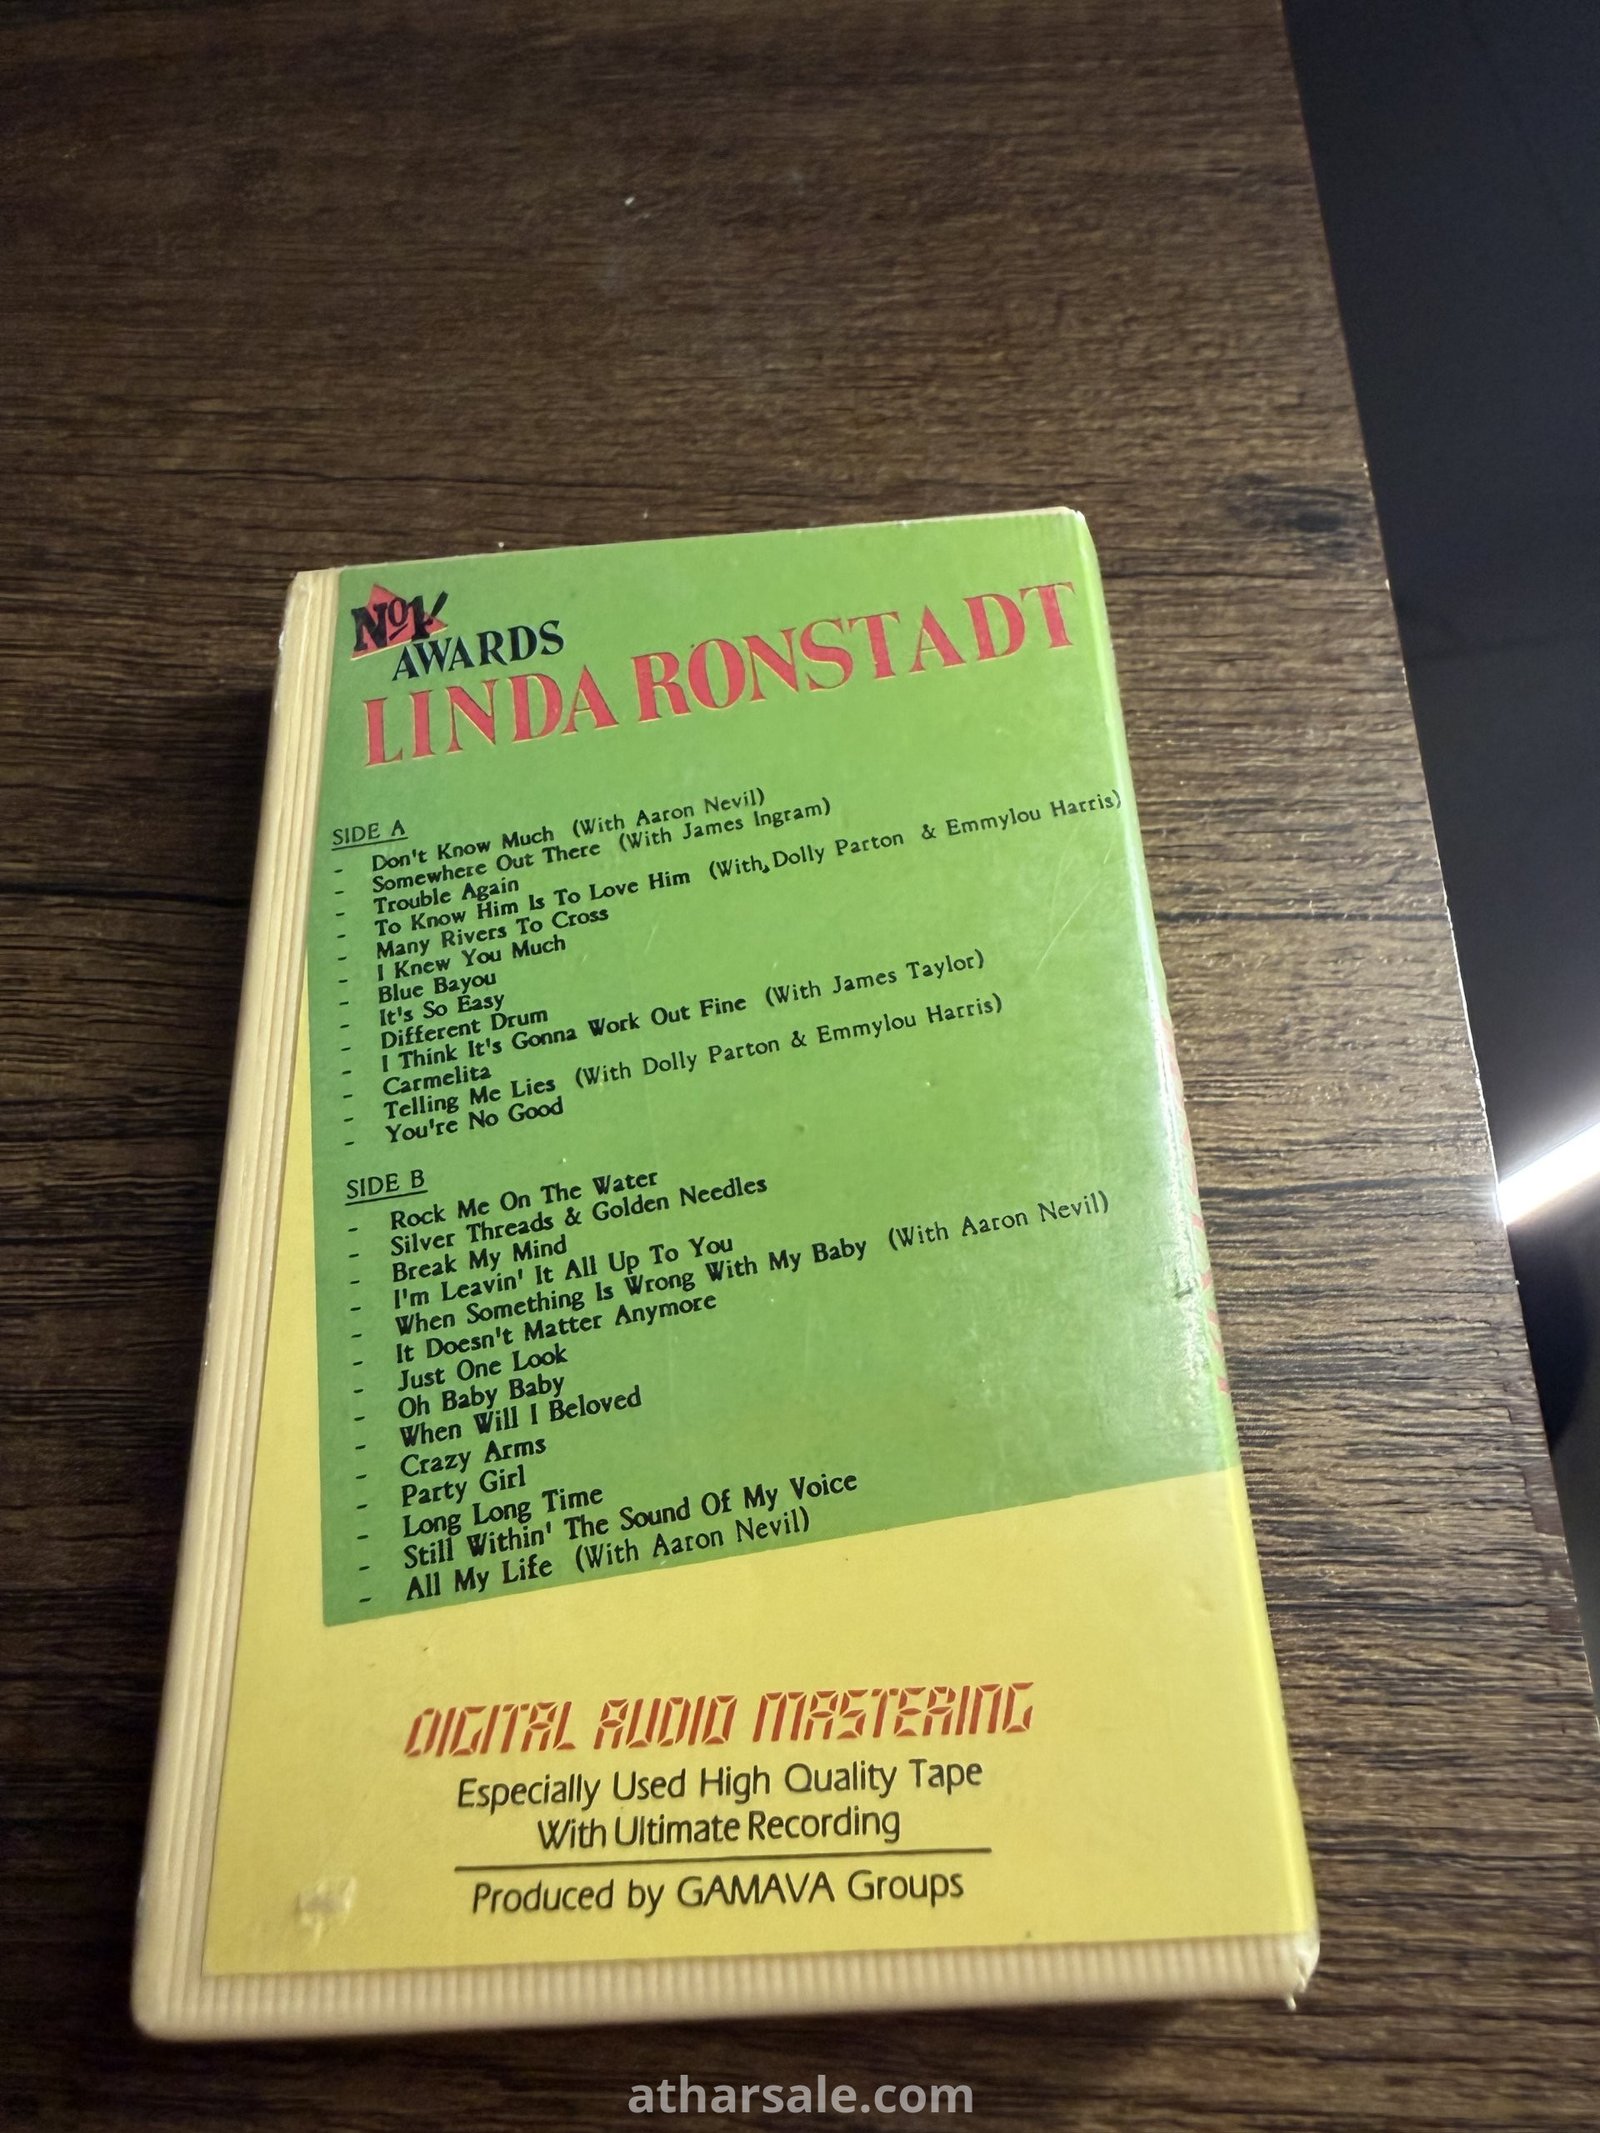 No1!
AWARDS
LINDA RONSTADT
SIDE A
- Don't Know Much (With Aaron Nevil)
- Somewhere Out There (With James Ingram)
- Trouble Again
- To Know Him Is To Love Him (With, Dolly Parton & Emmylou Harris)
- Many Rivers To Cross
- I Knew You Much
- Blue Bayou
- It's So Easy
- Different Drum
- I Think It's Gonna Work Out Fine (With James Taylor)
- Carmelita
- Telling Me Lies (With Dolly Parton & Emmylou Harris)
- You're No Good
SIDE B
- Rock Me On The Water
- Silver Threads & Golden Needles
- Break My Mind
- I'm Leavin' It All Up To You
- When Something Is Wrong With My Baby (With Aaron Nevil)
- It Doesn't Matter Anymore
- Just One Look
- Oh Baby Baby
- When Will I Beloved
- Crazy Arms
- Party Girl
- Long Long Time
- Still Within' The Sound Of My Voice
- All My Life (With Aaron Nevil)
DIGITAL AUDIO MASTERING
Especially Used High Quality Tape
With Ultimate Recording
Produced by GAMAVA Groups
atharsale.com